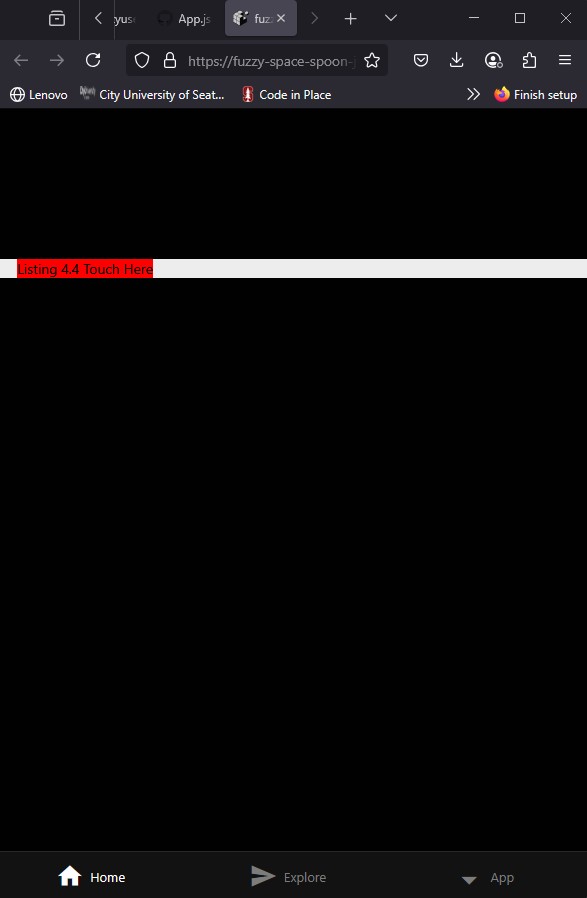 App.js
fuz
https://fuzzy-space-spoon-
Lenovo
City University of Seat...
Code in Place
Finish setup
Listing 4.4 Touch Here
Home
Explore
App